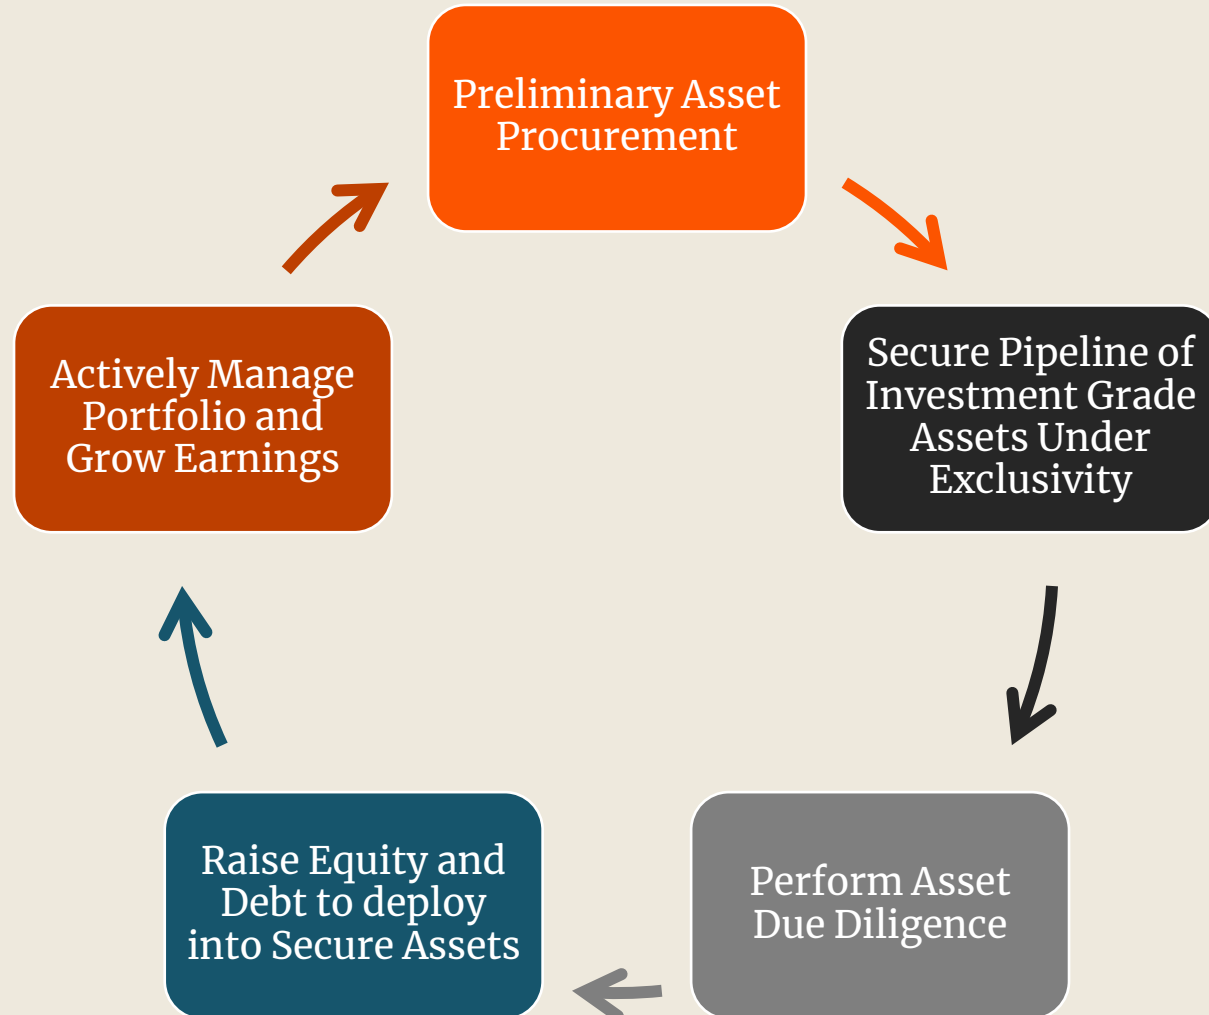 Preliminary Asset
Procurement
Secure Pipeline of
Investment Grade
Assets Under
Exclusivity
Perform Asset
Due Diligence
Raise Equity and
Debt to deploy
into Secure Assets
Actively Manage
Portfolio and
Grow Earnings